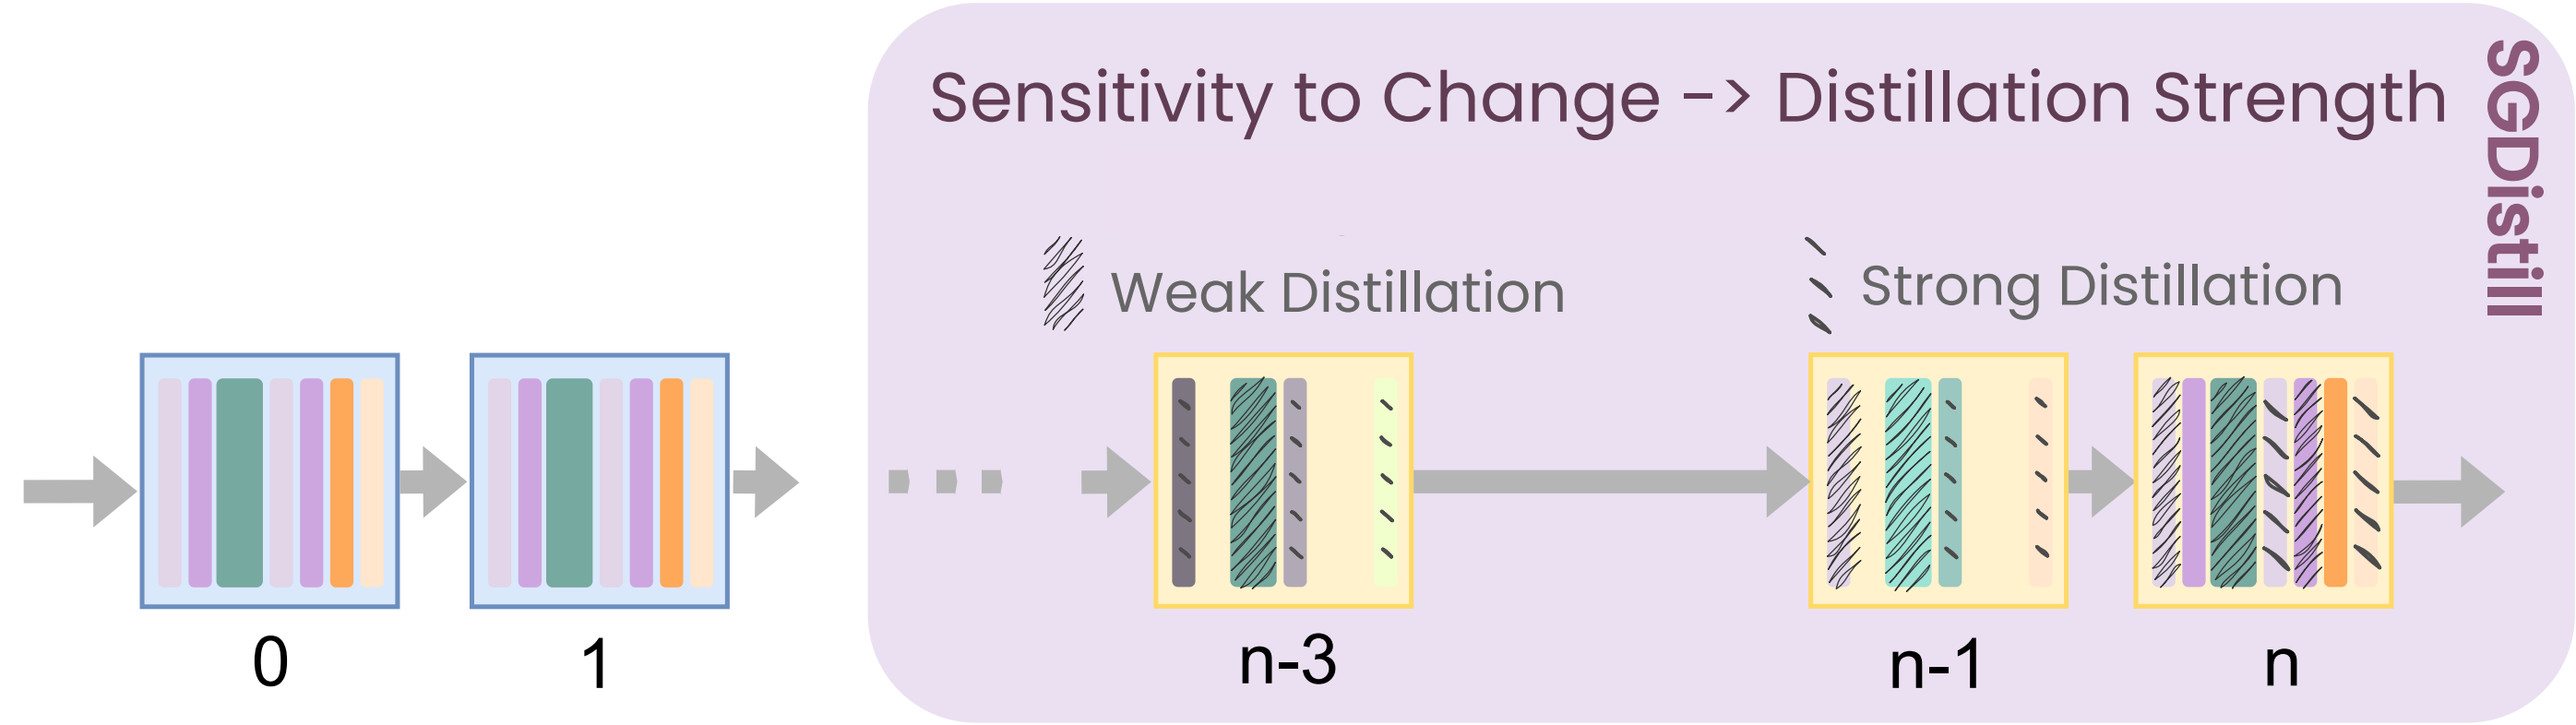 Sensitivity to Change -> Distillation Strength
SGDistill
Weak Distillation
Strong Distillation
0
1
n-3
n-1
n